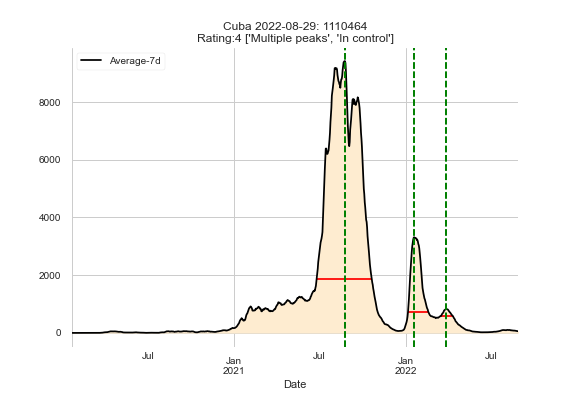 Cuba 2022-08-29: 1110464
Rating:4 ['Multiple peaks', 'In control']
Average-7d
8000
6000
4000
2000
0
Jul
Jan
2021
Jul
Jan
2022
Jul
Date